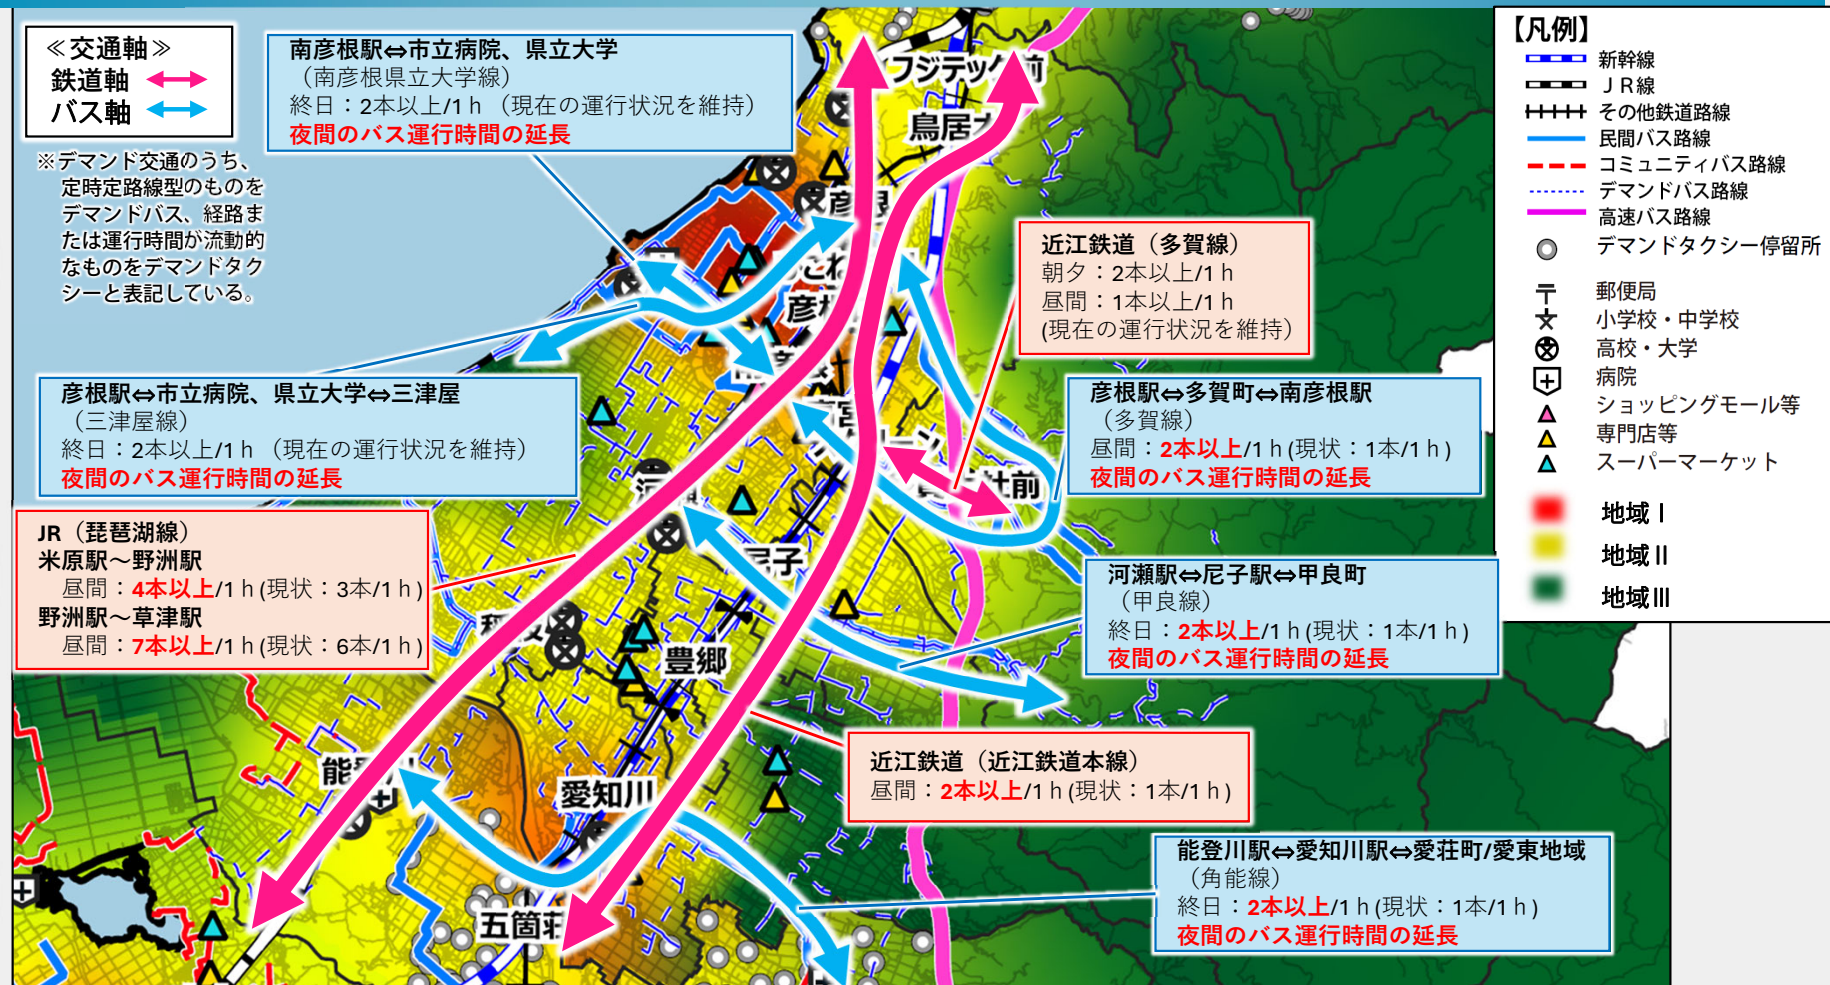 ≪交通軸≫
鉄道軸
バス軸
※デマンド交通のうち、
定時定路線型のものを
デマンドバス、経路ま
たは運行時間が流動的
なものをデマンドタク
シーと表記している。
南彦根駅⇔市立病院、県立大学
（南彦根県立大学線）
終日：2本以上/1ｈ（現在の運行状況を維持）
夜間のバス運行時間の延長
彦根駅⇔市立病院、県立大学⇔三津屋
（三津屋線）
終日：2本以上/1ｈ（現在の運行状況を維持）
夜間のバス運行時間の延長
JR（琵琶湖線）
米原駅～野洲駅
昼間：4本以上/1ｈ(現状：3本/1ｈ)
野洲駅～草津駅
昼間：7本以上/1ｈ(現状：6本/1ｈ)
近江鉄道（多賀線）
朝夕：2本以上/1ｈ
昼間：1本以上/1ｈ
(現在の運行状況を維持）
彦根駅⇔多賀町⇔南彦根駅
（多賀線）
昼間：2本以上/1ｈ(現状：1本/1ｈ)
夜間のバス運行時間の延長
河瀬駅⇔尼子駅⇔甲良町
（甲良線）
終日：2本以上/1ｈ(現状：1本/1ｈ)
夜間のバス運行時間の延長
近江鉄道（近江鉄道本線）
昼間：2本以上/1ｈ(現状：1本/1ｈ)
能登川駅⇔愛知川駅⇔愛荘町/愛東地域
（角能線）
終日：2本以上/1ｈ(現状：1本/1ｈ)
夜間のバス運行時間の延長
フジテック前
鳥居
彦根
尼子
豊郷
能登川
愛知川
五箇荘
【凡例】
新幹線
ＪＲ線
その他鉄道路線
民間バス路線
コミュニティバス路線
デマンドバス路線
高速バス路線
デマンドタクシー停留所
郵便局
小学校・中学校
高校・大学
病院
ショッピングモール等
専門店等
スーパーマーケット
地域Ⅰ
地域Ⅱ
地域Ⅲ